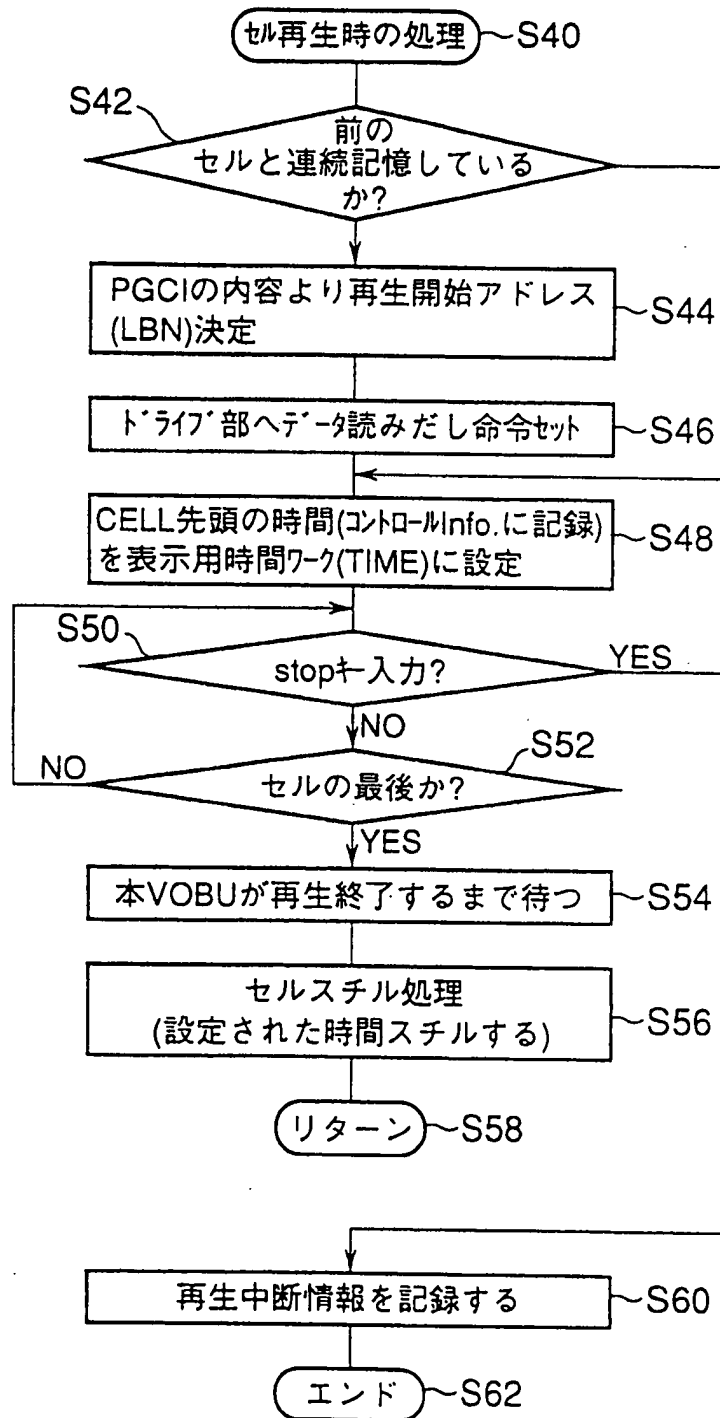 セル再生時の処理 S40
S42
前の
セルと連続記憶している
か?
PGCIの内容より再生開始アドレス
(LBN)決定
S44
ドライブ部へデータ読みだし命令セット S46
CELL先頭の時間(コントロールInfo.に記録)
を表示用時間ワーク(TIME)に設定
S48
S50
stopキー入力?
YES
NO
S52
セルの最後か?
NO
YES
本VOBUが再生終了するまで待つ S54
セルスチル処理
(設定された時間スチルする)
S56
リターン S58
再生中断情報を記録する S60
エンド S62